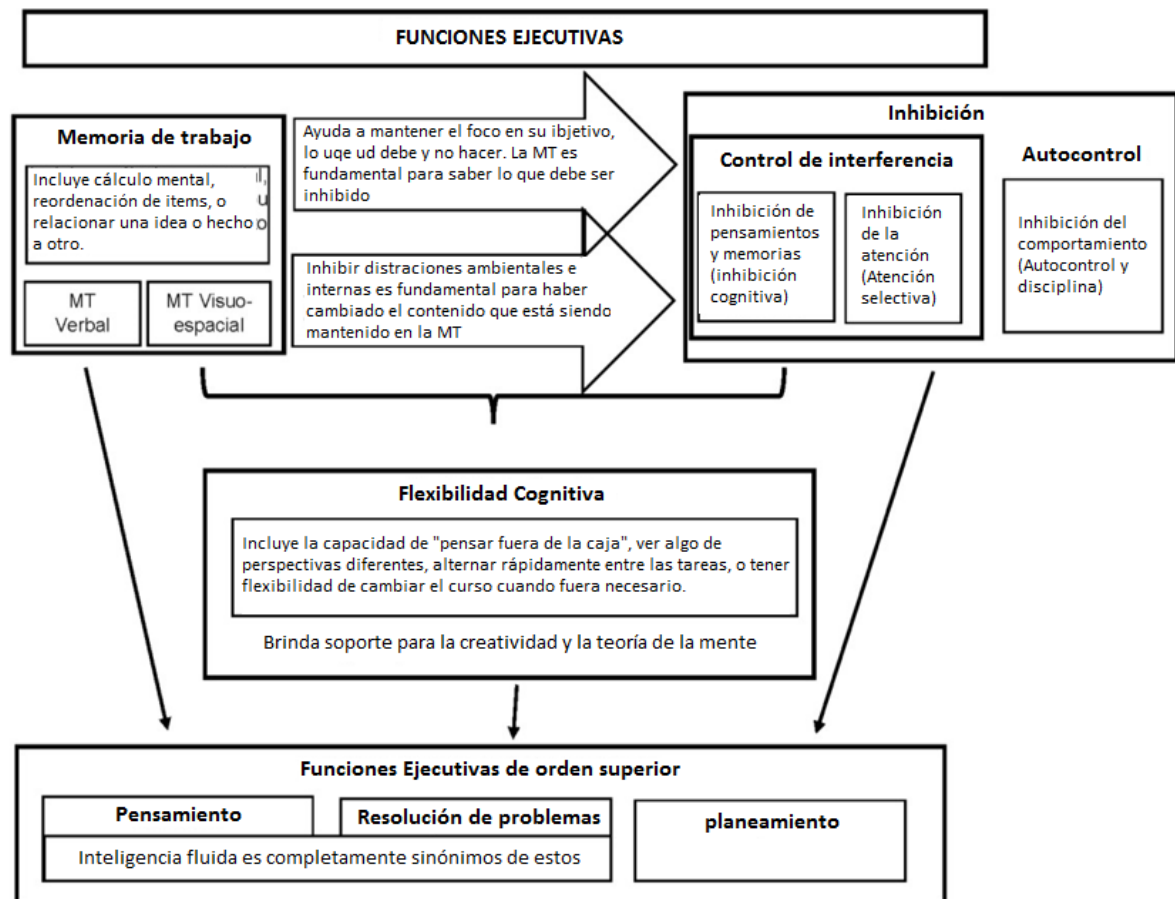 FUNCIONES EJECUTIVAS
Memoria de trabajo
Incluye cálculo mental,
reordenación de items, o
relacionar una idea o hecho
a otro.
MT
Verbal
MT Visuo-
espacial
Ayuda a mantener el foco en su ibjetivo,
lo uqe ud debe y no hacer. La MT es
fundamental para saber lo que debe ser
inhibido
Inhibir distraciones ambientales e
internas es fundamental para haber
cambiado el contenido que está siendo
mantenido en la MT
Inhibición
Control de interferencia
Inhibición de
pensamientos
y memorias
(inhibición
cognitiva)
Inhibición
de la
atención
(Atención
selectiva)
Autocontrol
Inhibición del
comportamiento
(Autocontrol y
disciplina)
Flexibilidad Cognitiva
Incluye la capacidad de "pensar fuera de la caja", ver algo de
perspectivas diferentes, alternar rápidamente entre las tareas, o tener
flexibilidad de cambiar el curso cuando fuera necesario.
Brinda soporte para la creatividad y la teoría de la mente
Funciones Ejecutivas de orden superior
Pensamiento
Resolución de problemas
Inteligencia fluida es completamente sinónimos de estos
planeamiento